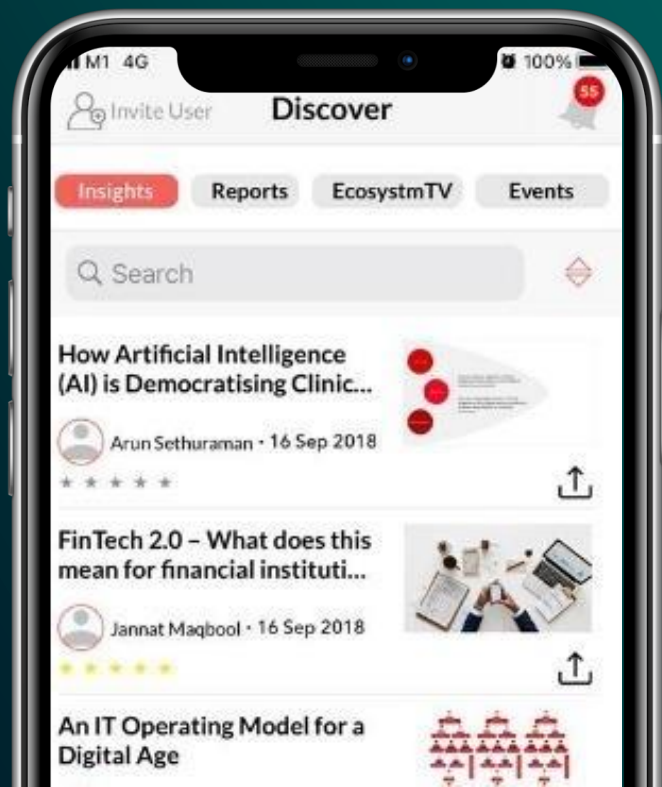 M1 4G
100%
Invite User
Discover
55
Insights
Reports
EcosystmTV
Events
Search
How Artificial Intelligence
(AI) is Democratising Clinic...
Arun Sethuraman • 16 Sep 2018
FinTech 2.0 – What does this
mean for financial instituti...
Jannat Maqbool • 16 Sep 2018
An IT Operating Model for a
Digital Age